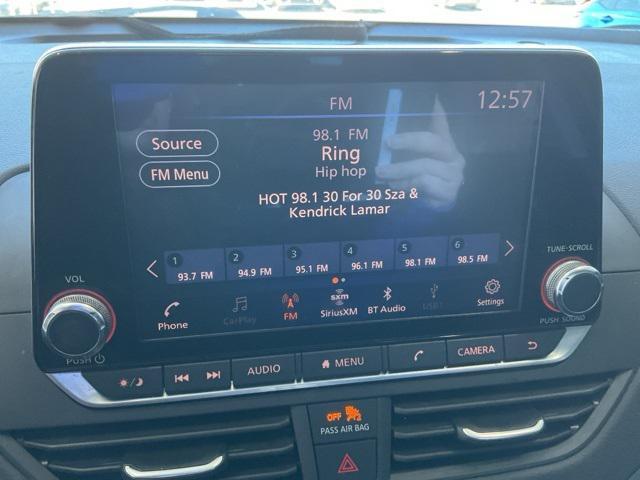 FM
12:57
Source
98.1 FM
Ring
FM Menu
Hip hop
HOT 98.1 30 For 30 Sza &
Kendrick Lamar
1 2 3 4 5 6
93.7 FM 94.9 FM 95.1 FM 96.1 FM 98.1 FM 98.5 FM
Phone CarPlay FM sxm SiriusXM BT Audio USB1 Settings
VOL
PUSH
TUNE·SCROLL
PUSH SOUND
AUDIO MENU CAMERA
OFF
PASS AIR BAG